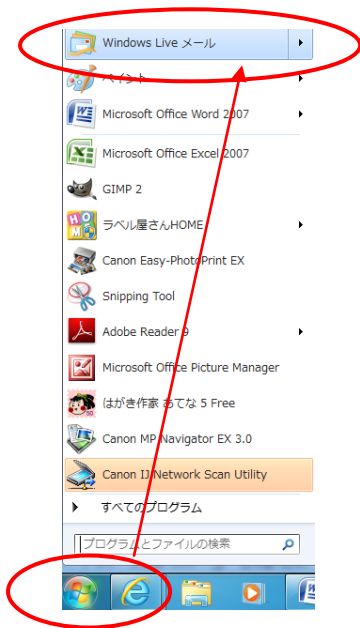 Windows Live メール
ペイント
Microsoft Office Word 2007
Microsoft Office Excel 2007
GIMP 2
ラベル屋さんHOME
Canon Easy-PhotoPrint EX
Snipping Tool
Adobe Reader 9
Microsoft Office Picture Manager
はがき作家 あてな 5 Free
Canon MP Navigator EX 3.0
Canon IJ Network Scan Utility
すべてのプログラム
プログラムとファイルの検索